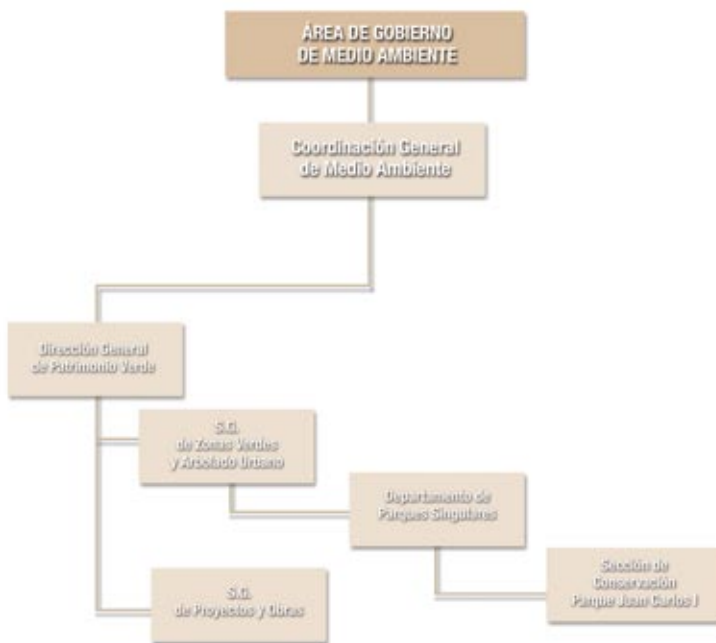 ÁREA DE GOBIERNO
DE MEDIO AMBIENTE
Coordinación General
de Medio Ambiente
Dirección General
de Patrimonio Verde
S.G.
de Zonas Verdes
y Arbolado Urbano
Departamento de
Parques Singulares
Sección de
Conservación
Parque Juan Carlos I
S.G.
de Proyectos y Obras